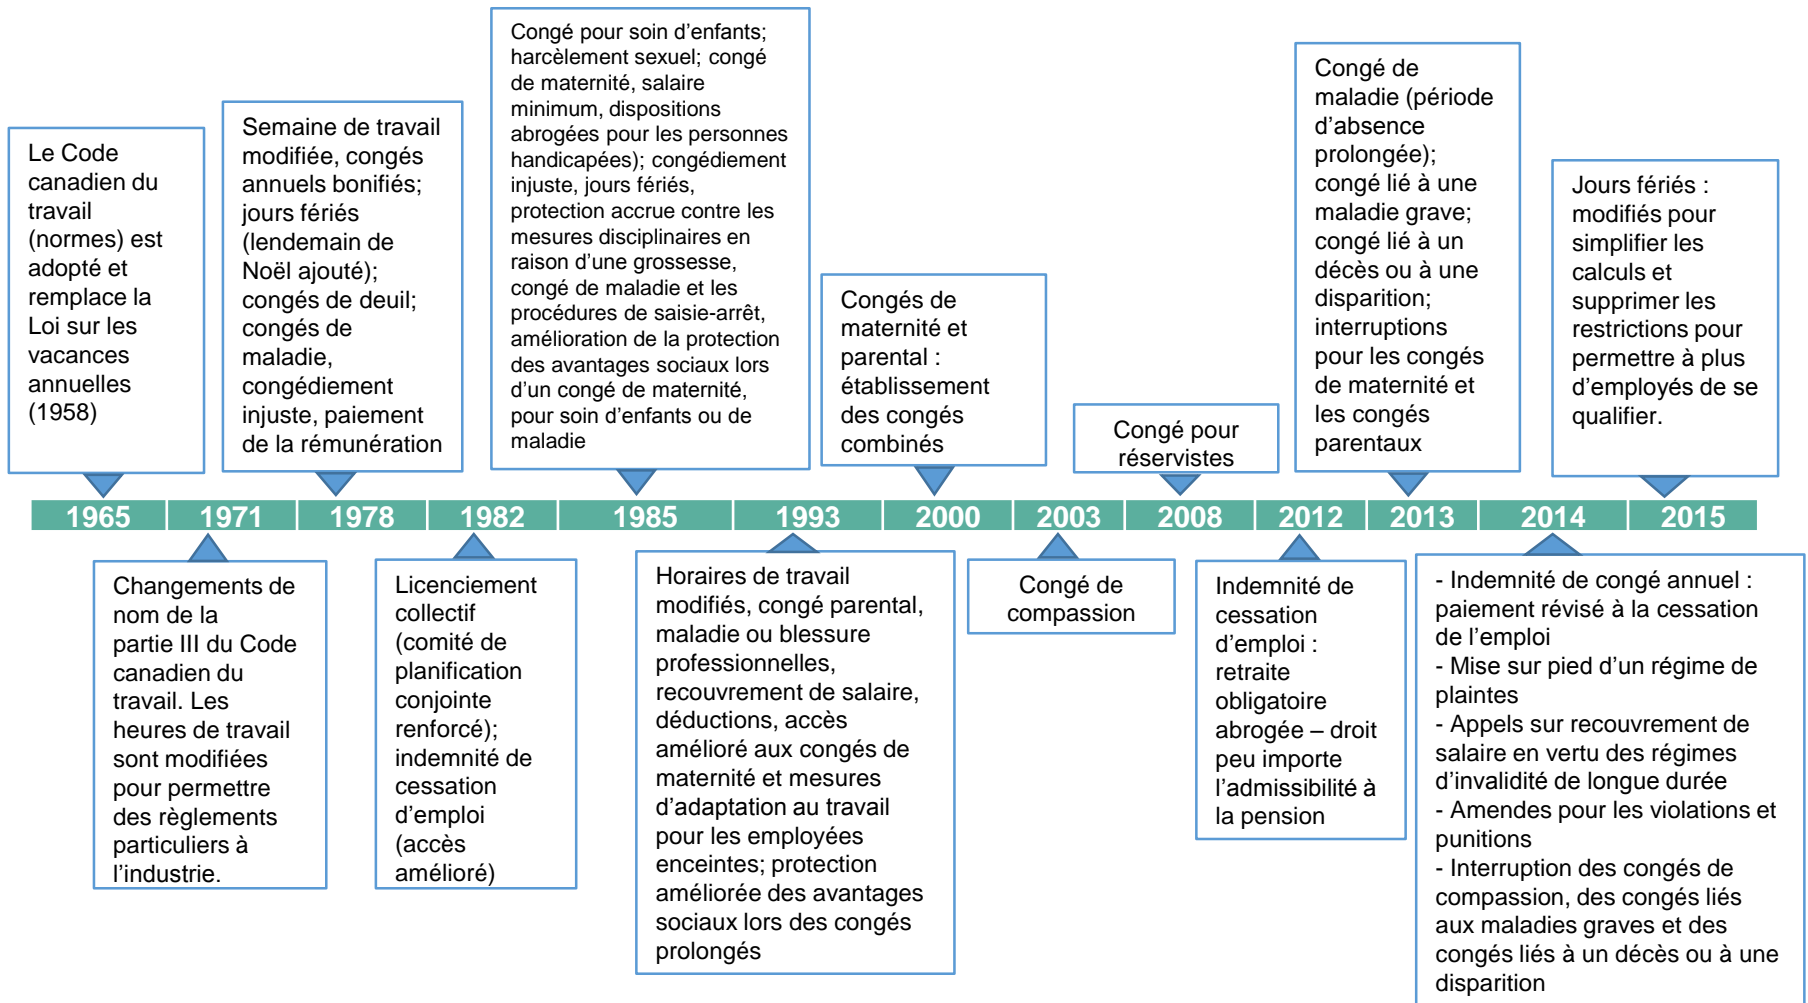 Le Code
canadien du
travail
(normes) est
adopté et
remplace la
Loi sur les
vacances
annuelles
(1958)
Semaine de travail
modifiée, congés
annuels bonifiés;
jours fériés
(lendemain de
Noël ajouté);
congés de deuil;
congés de
maladie,
congédiement
injuste, paiement
de la rémunération
Congé pour soin d’enfants;
harcèlement sexuel; congé
de maternité, salaire
minimum, dispositions
abrogées pour les personnes
handicapées); congédiement
injuste, jours fériés,
protection accrue contre les
mesures disciplinaires en
raison d’une grossesse,
congé de maladie et les
procédures de saisie-arrêt,
amélioration de la protection
des avantages sociaux lors
d’un congé de maternité,
pour soin d’enfants ou de
maladie
Congés de
maternité et
parental :
établissement
des congés
combinés
Congé pour
réservistes
Congé de
maladie (période
d’absence
prolongée);
congé lié à une
maladie grave;
congé lié à un
décès ou à une
disparition;
interruptions
pour les congés
de maternité et
les congés
parentaux
Jours fériés :
modifiés pour
simplifier les
calculs et
supprimer les
restrictions pour
permettre à plus
d’employés de se
qualifier.
1965 1971 1978 1982 1985 1993 2000 2003 2008 2012 2013 2014 2015
Changements de
nom de la
partie III du Code
canadien du
travail. Les
heures de travail
sont modifiées
pour permettre
des règlements
particuliers à
l’industrie.
Licenciement
collectif
(comité de
planification
conjointe
renforcé);
indemnité de
cessation
d’emploi
(accès
amélioré)
Horaires de travail
modifiés, congé parental,
maladie ou blessure
professionnelles,
recouvrement de salaire,
déductions, accès
amélioré aux congés de
maternité et mesures
d’adaptation au travail
pour les employées
enceintes; protection
améliorée des avantages
sociaux lors des congés
prolongés
Congé de
compassion
Indemnité de
cessation
d’emploi :
retraite
obligatoire
abrogée – droit
peu importe
l’admissibilité à
la pension
- Indemnité de congé annuel :
paiement révisé à la cessation
de l’emploi
- Mise sur pied d’un régime de
plaintes
- Appels sur recouvrement de
salaire en vertu des régimes
d’invalidité de longue durée
- Amendes pour les violations et
punitions
- Interruption des congés de
compassion, des congés liés
aux maladies graves et des
congés liés à un décès ou à une
disparition